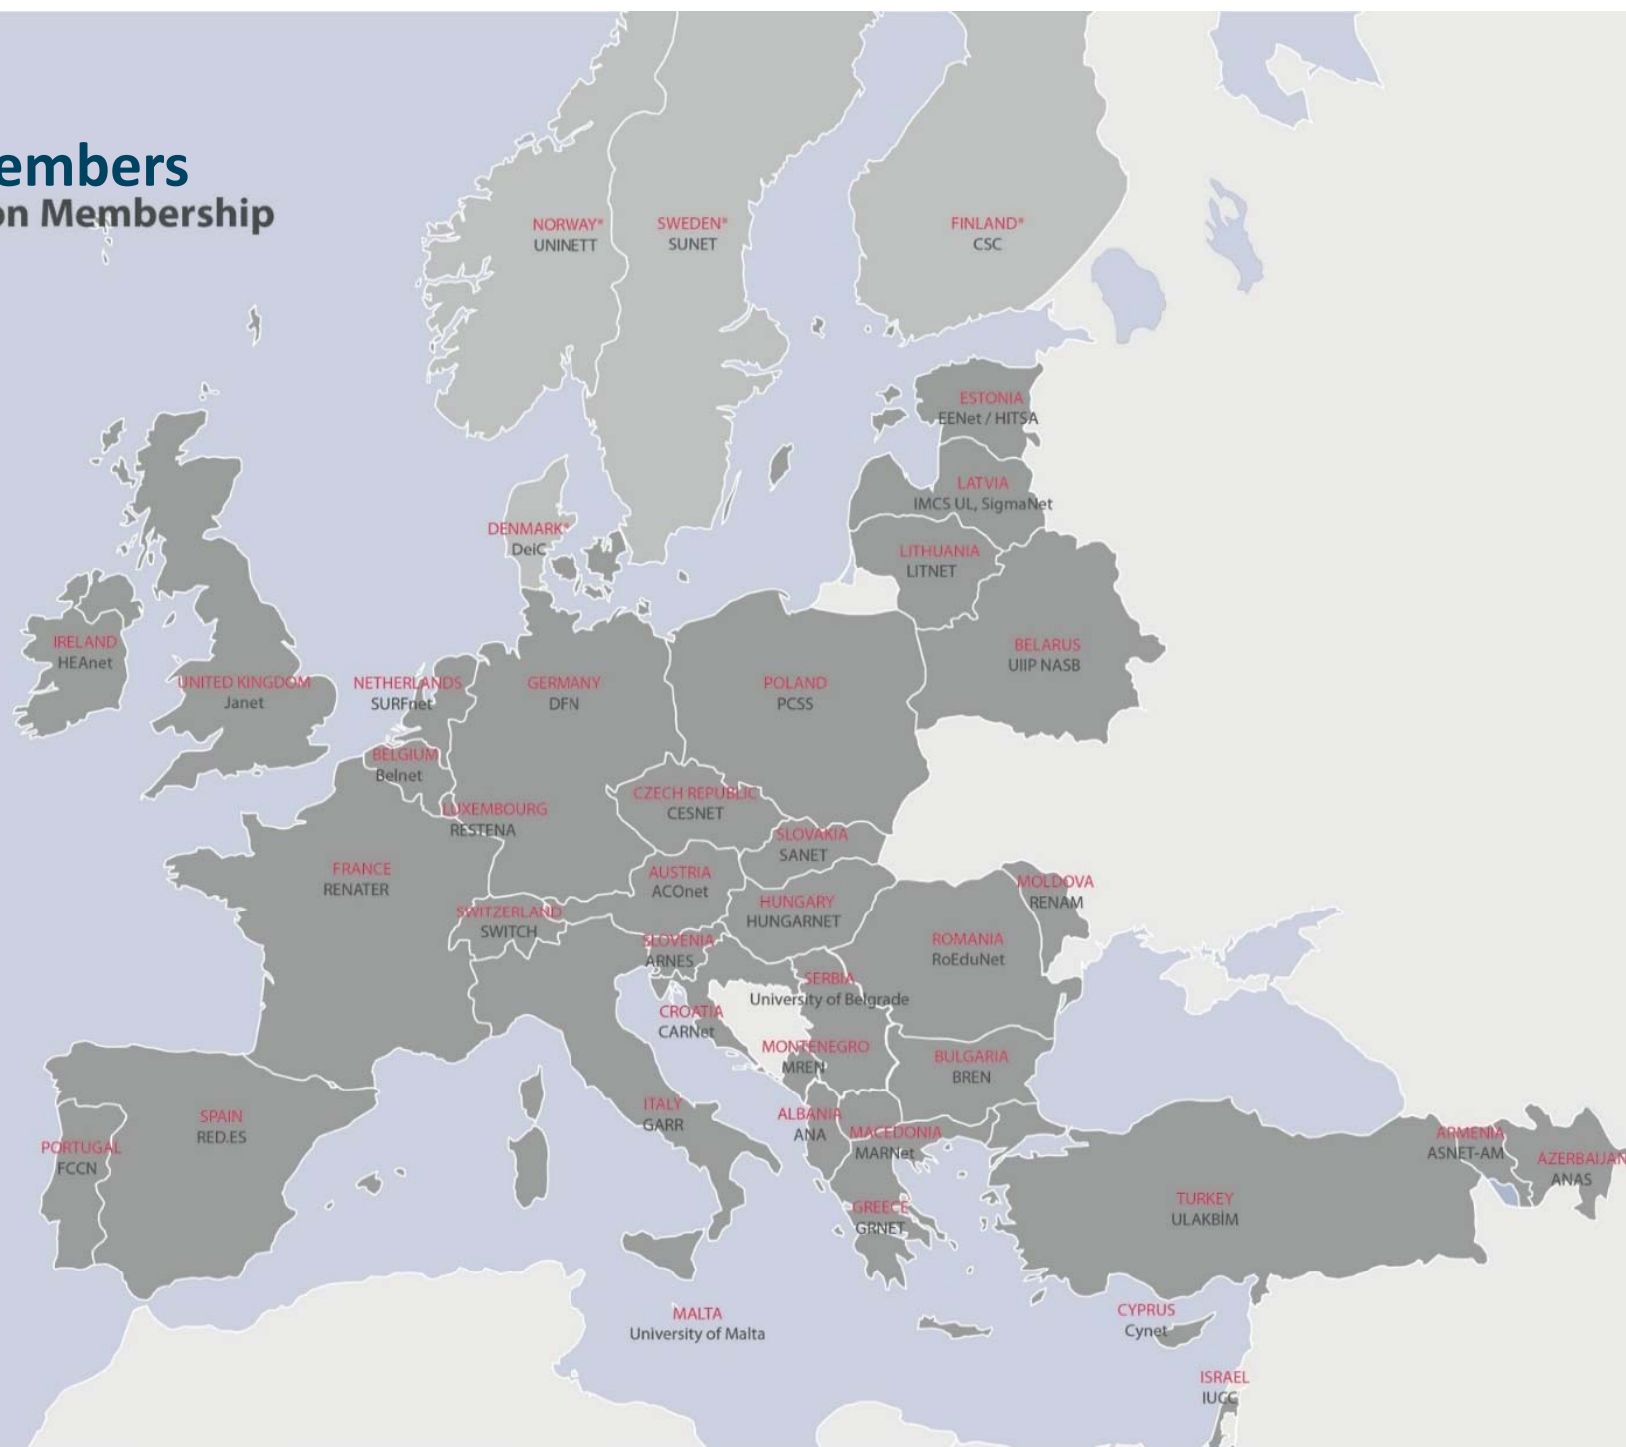 embers
on Membership
NORWAY*
UNINETT
SWEDEN*
SUNET
FINLAND*
CSC
ESTONIA
EENet / HITSA
LATVIA
IMCS UL, SigmaNet
DENMARK*
DeiC
LITHUANIA
LITNET
IRELAND
HEAnet
BELARUS
UIIP NASB
UNITED KINGDOM
Janet
NETHERLANDS
SURFnet
GERMANY
DFN
POLAND
PCSS
BELGIUM
Belnet
CZECH REPUBLIC
CESNET
LUXEMBOURG
RESTENA
SLOVAKIA
SANET
FRANCE
RENATER
AUSTRIA
ACOnet
MOLDOVA
RENAM
HUNGARY
HUNGARNET
SWITZERLAND
SWITCH
SLOVENIA
ARNES
ROMANIA
RoEduNet
SERBIA
University of Belgrade
CROATIA
CARNet
MONTENEGRO
MREN
BULGARIA
BREN
ITALY
GARR
SPAIN
RED.ES
ALBANIA
ANA
MACEDONIA
MARNet
ARMENIA
ASNET-AM
PORTUGAL
FCCN
AZERBAIJAN
ANAS
TURKEY
ULAKBİM
GREECE
GRNET
MALTA
University of Malta
CYPRUS
Cynet
ISRAEL
IUCC